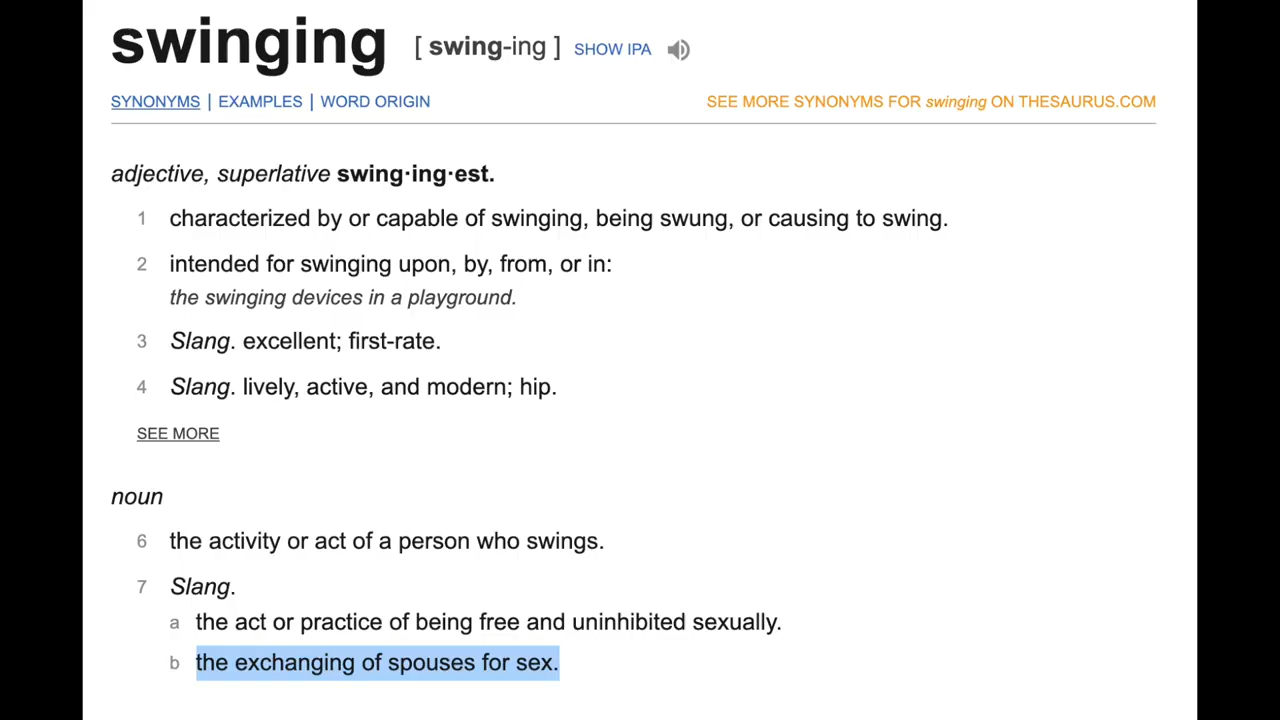 swinging [ swing-ing ] SHOW IPA
SYNONYMS | EXAMPLES | WORD ORIGIN SEE MORE SYNONYMS FOR swinging ON THESAURUS.COM
adjective, superlative swing·ing·est.
1 characterized by or capable of swinging, being swung, or causing to swing.
2 intended for swinging upon, by, from, or in:
the swinging devices in a playground.
3 Slang. excellent; first-rate.
4 Slang. lively, active, and modern; hip.
SEE MORE
noun
6 the activity or act of a person who swings.
7 Slang.
a the act or practice of being free and uninhibited sexually.
b the exchanging of spouses for sex.